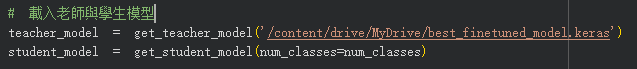 #  載入老師與學生模型
teacher_model  =  get_teacher_model('/content/drive/MyDrive/best_finetuned_model.keras')
student_model  =  get_student_model(num_classes=num_classes)